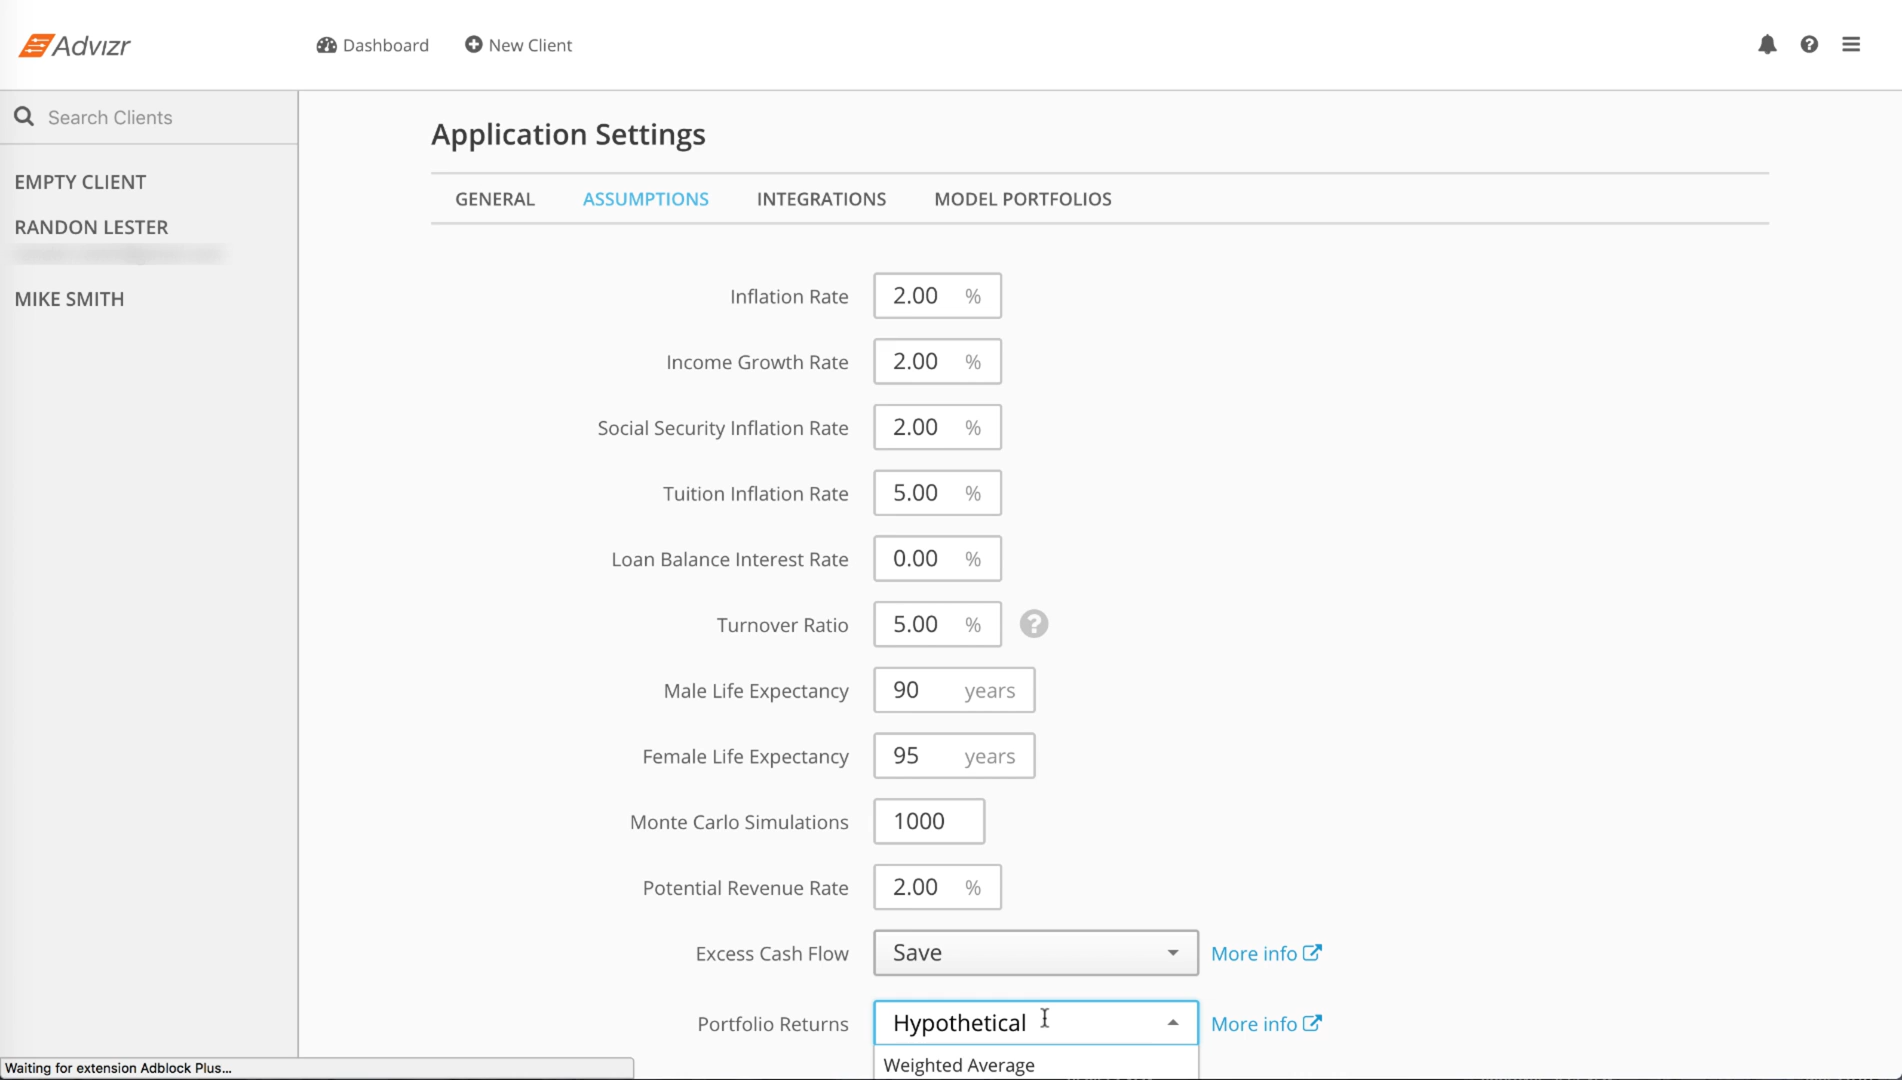 Advizr
Dashboard
New Client
Search Clients
EMPTY CLIENT
RANDON LESTER
MIKE SMITH
Application Settings
GENERAL ASSUMPTIONS INTEGRATIONS MODEL PORTFOLIOS
Inflation Rate 2.00 %
Income Growth Rate 2.00 %
Social Security Inflation Rate 2.00 %
Tuition Inflation Rate 5.00 %
Loan Balance Interest Rate 0.00 %
Turnover Ratio 5.00 % ?
Male Life Expectancy 90 years
Female Life Expectancy 95 years
Monte Carlo Simulations 1000
Potential Revenue Rate 2.00 %
Excess Cash Flow Save More info
Portfolio Returns Hypothetical More info
Weighted Average
Waiting for extension Adblock Plus...